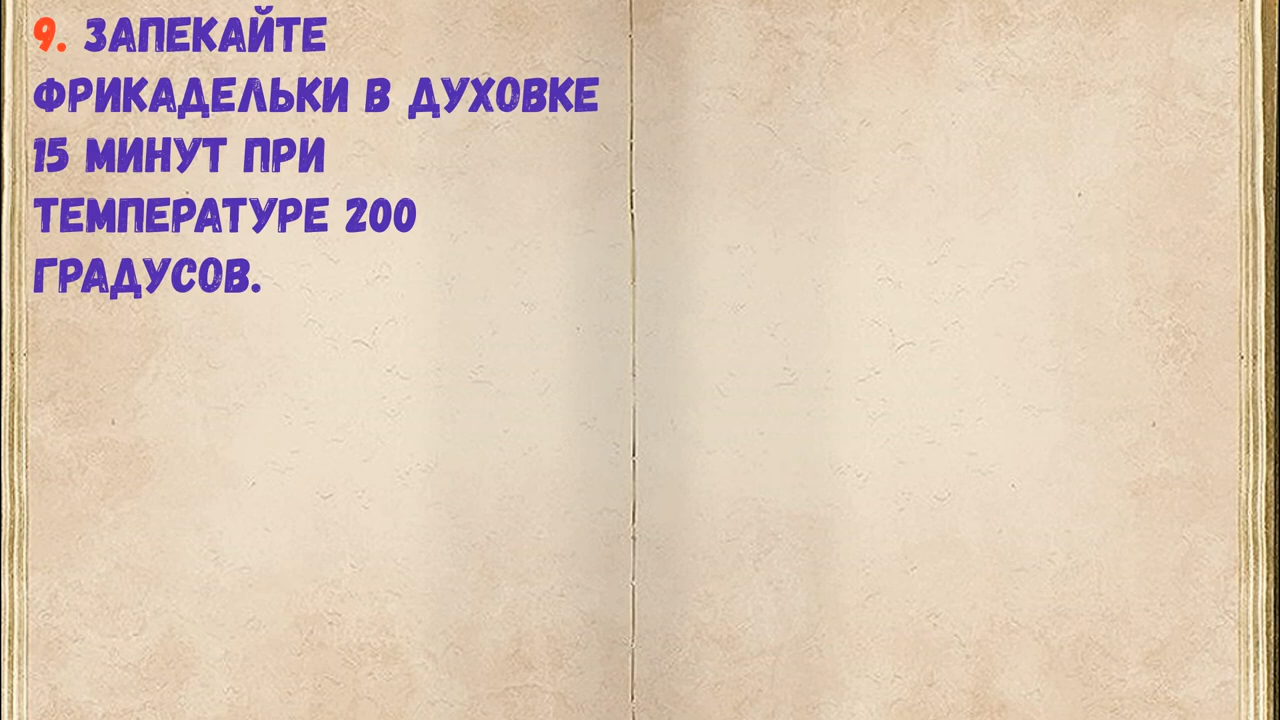 9. ЗАПЕКАЙТЕ
ФРИКАДЕЛЬКИ В ДУХОВКЕ
15 МИНУТ ПРИ
ТЕМПЕРАТУРЕ 200
ГРАДУСОВ.